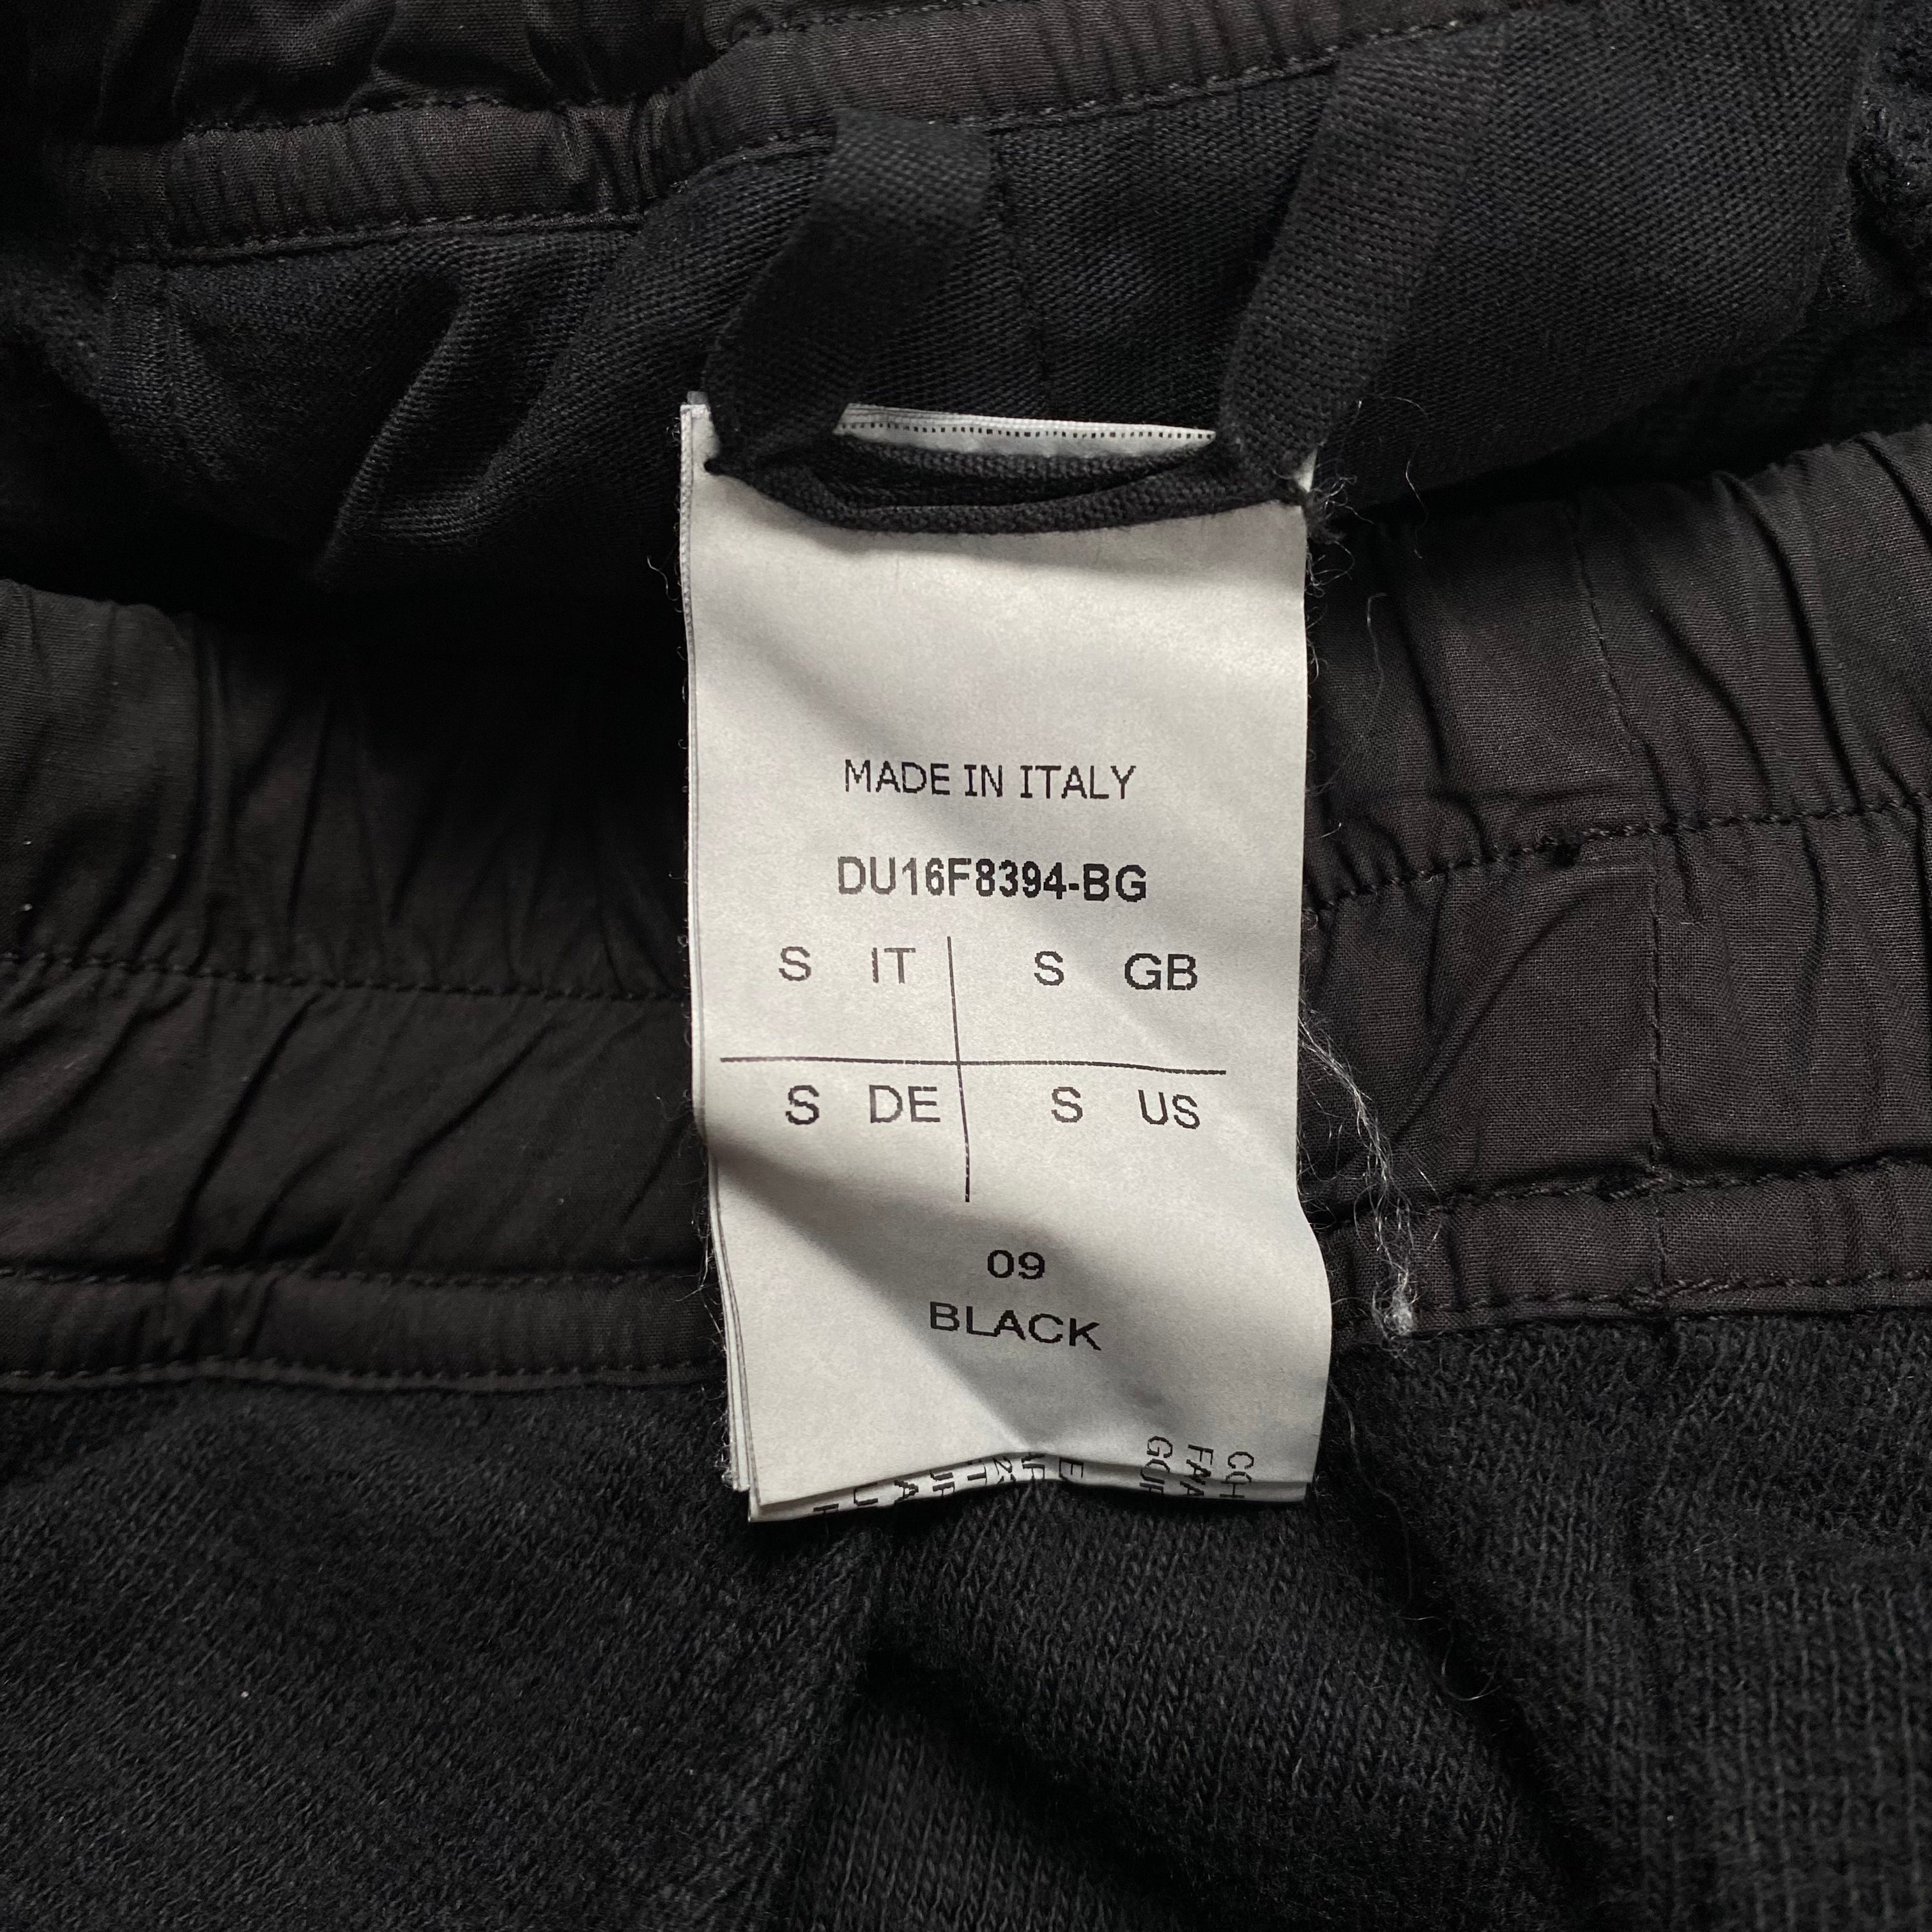 MADE IN ITALY
DU16F8394-BG
S IT S GB
S DE S US
09
BLACK